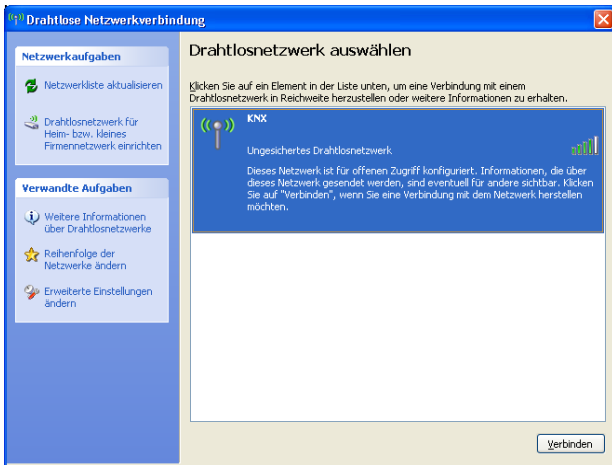 Drahtlose Netzwerkverbindung
Netzwerkaufgaben
Netzwerkliste aktualisieren
Drahtlosnetzwerk für
Heim- bzw. kleines
Firmennetzwerk einrichten
Verwandte Aufgaben
Weitere Informationen
über Drahtlosnetzwerke
Reihenfolge der
Netzwerke ändern
Erweiterte Einstellungen
ändern
Drahtlosnetzwerk auswählen
Klicken Sie auf ein Element in der Liste unten, um eine Verbindung mit einem
Drahtlosnetzwerk in Reichweite herzustellen oder weitere Informationen zu erhalten.
KNX
Ungesichertes Drahtlosnetzwerk
Dieses Netzwerk ist für offenen Zugriff konfiguriert. Informationen, die über
dieses Netzwerk gesendet werden, sind eventuell für andere sichtbar. Klicken
Sie auf "Verbinden", wenn Sie eine Verbindung mit dem Netzwerk herstellen
möchten.
Verbinden